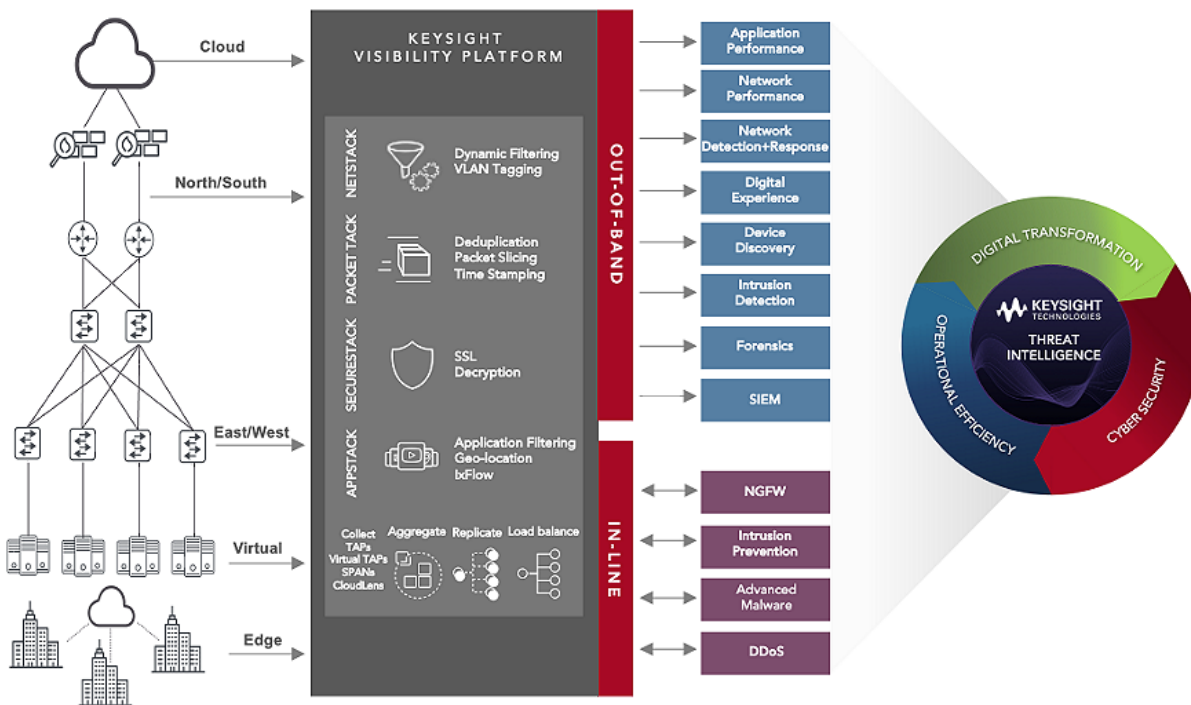 Cloud
North/South
East/West
Virtual
Edge
KEYSIGHT
VISIBILITY PLATFORM
NETSTACK
Dynamic Filtering
VLAN Tagging
PACKET TACK
Deduplication
Packet Slicing
Time Stamping
SECURESTACK
SSL
Decryption
APPSTACK
Application Filtering
Geo-location
IxFlow
Collect
TAPs
Virtual TAPs
SPANs
CloudLens
Aggregate
Replicate
Load balance
OUT-OF-BAND
IN-LINE
Application
Performance
Network
Performance
Network
Detection+Response
Digital
Experience
Device
Discovery
Intrusion
Detection
Forensics
SIEM
NGFW
Intrusion
Prevention
Advanced
Malware
DDoS
DIGITAL TRANSFORMATION
CYBER SECURITY
OPERATIONAL EFFICIENCY
KEYSIGHT
TECHNOLOGIES
THREAT
INTELLIGENCE